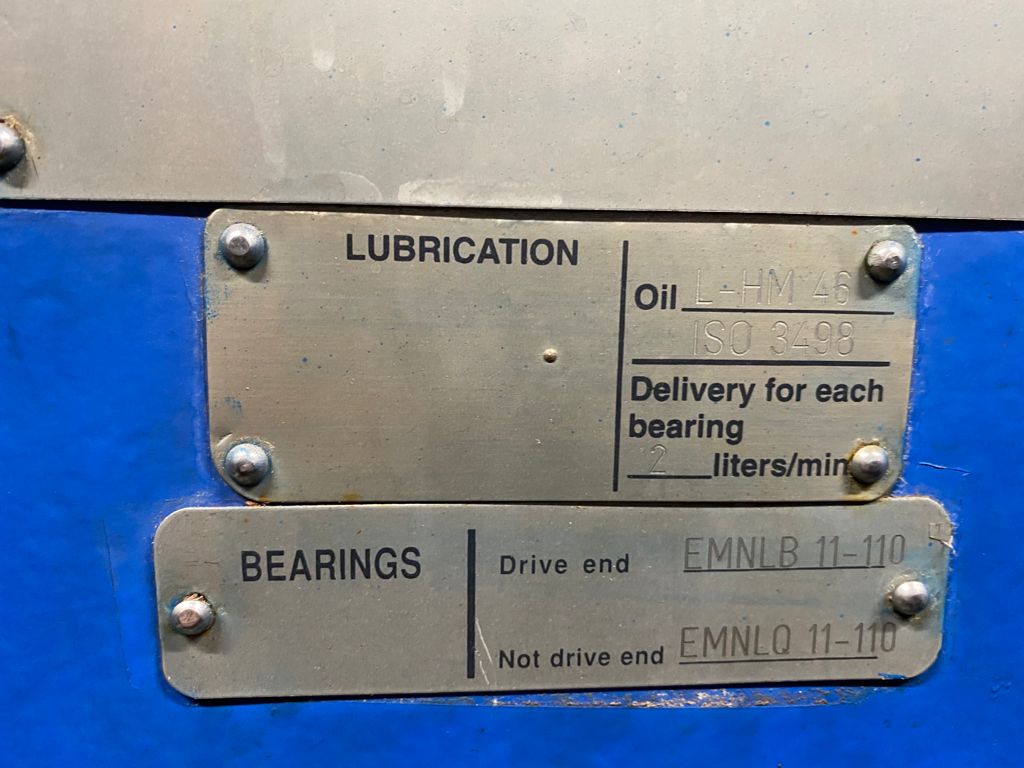 LUBRICATION
Oil L-HM 46
ISO 3498
Delivery for each
bearing
2 liters/min
BEARINGS
Drive end EMNLB 11-110
Not drive end EMNLQ 11-110